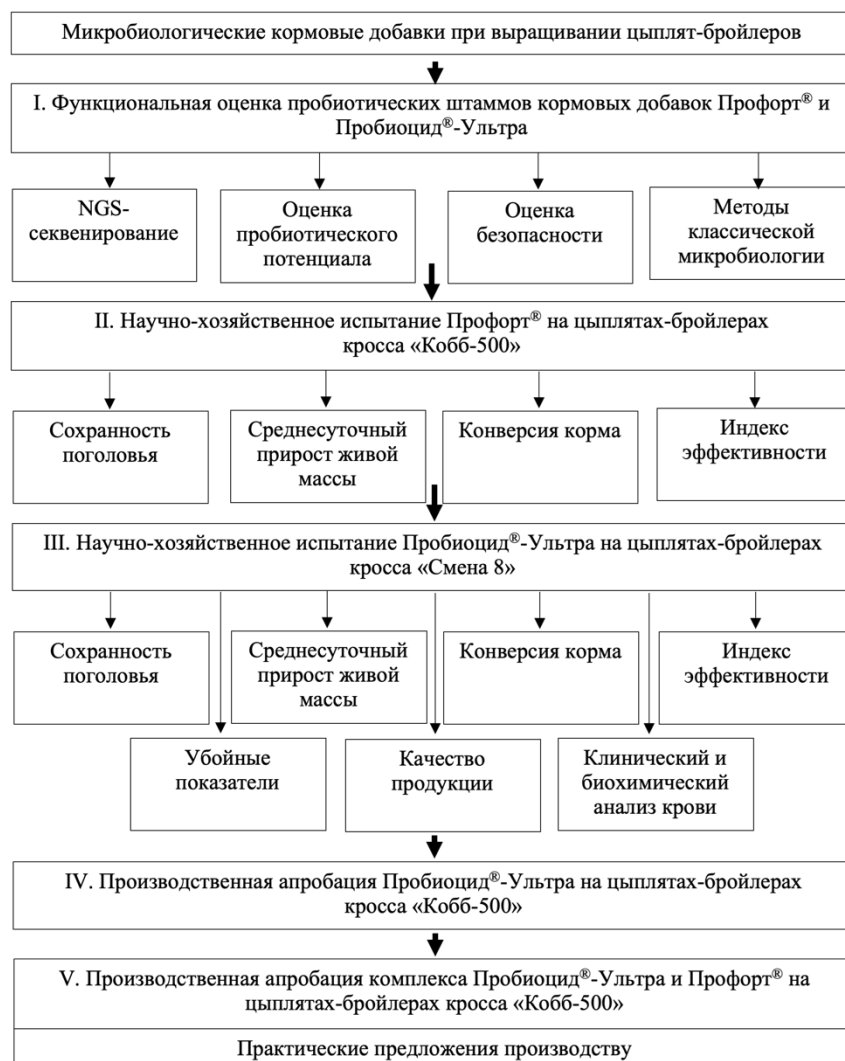 Микробиологические кормовые добавки при выращивании цыплят-бройлеров
I. Функциональная оценка пробиотических штаммов кормовых добавок Профорт® и
Пробиоцид®-Ультра
NGS-
секвенирование
Оценка
пробиотического
потенциала
Оценка
безопасности
Методы
классической
микробиологии
II. Научно-хозяйственное испытание Профорт® на цыплятах-бройлерах
кросса «Кобб-500»
Сохранность
поголовья
Среднесуточный
прирост живой
массы
Конверсия корма
Индекс
эффективности
III. Научно-хозяйственное испытание Пробиоцид®-Ультра на цыплятах-бройлерах
кросса «Смена 8»
Сохранность
поголовья
Среднесуточный
прирост живой
массы
Конверсия корма
Индекс
эффективности
Убойные
показатели
Качество
продукции
Клинический и
биохимический
анализ крови
IV. Производственная апробация Пробиоцид®-Ультра на цыплятах-бройлерах
кросса «Кобб-500»
V. Производственная апробация комплекса Пробиоцид®-Ультра и Профорт® на
цыплятах-бройлерах кросса «Кобб-500»
Практические предложения производству